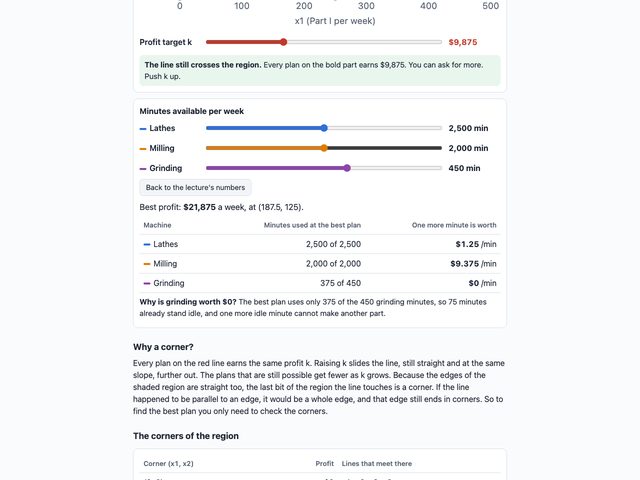 0 100 200 300 400 500
x1 (Part I per week)
Profit target k $9,875
The line still crosses the region. Every plan on the bold part earns $9,875. You can ask for more.
Push k up.
Minutes available per week
Lathes 2,500 min
Milling 2,000 min
Grinding 450 min
Back to the lecture's numbers
Best profit: $21,875 a week, at (187.5, 125).
Machine Minutes used at the best plan One more minute is worth
Lathes 2,500 of 2,500 $1.25 /min
Milling 2,000 of 2,000 $9.375 /min
Grinding 375 of 450 $0 /min
Why is grinding worth $0? The best plan uses only 375 of the 450 grinding minutes, so 75 minutes
already stand idle, and one more idle minute cannot make another part.
Why a corner?
Every plan on the red line earns the same profit k. Raising k slides the line, still straight and at the same
slope, further out. The plans that are still possible get fewer as k grows. Because the edges of the
shaded region are straight too, the last bit of the region the line touches is a corner. If the line
happened to be parallel to an edge, it would be a whole edge, and that edge still ends in corners. So to
find the best plan you only need to check the corners.
The corners of the region
Corner (x1, x2) Profit Lines that meet there